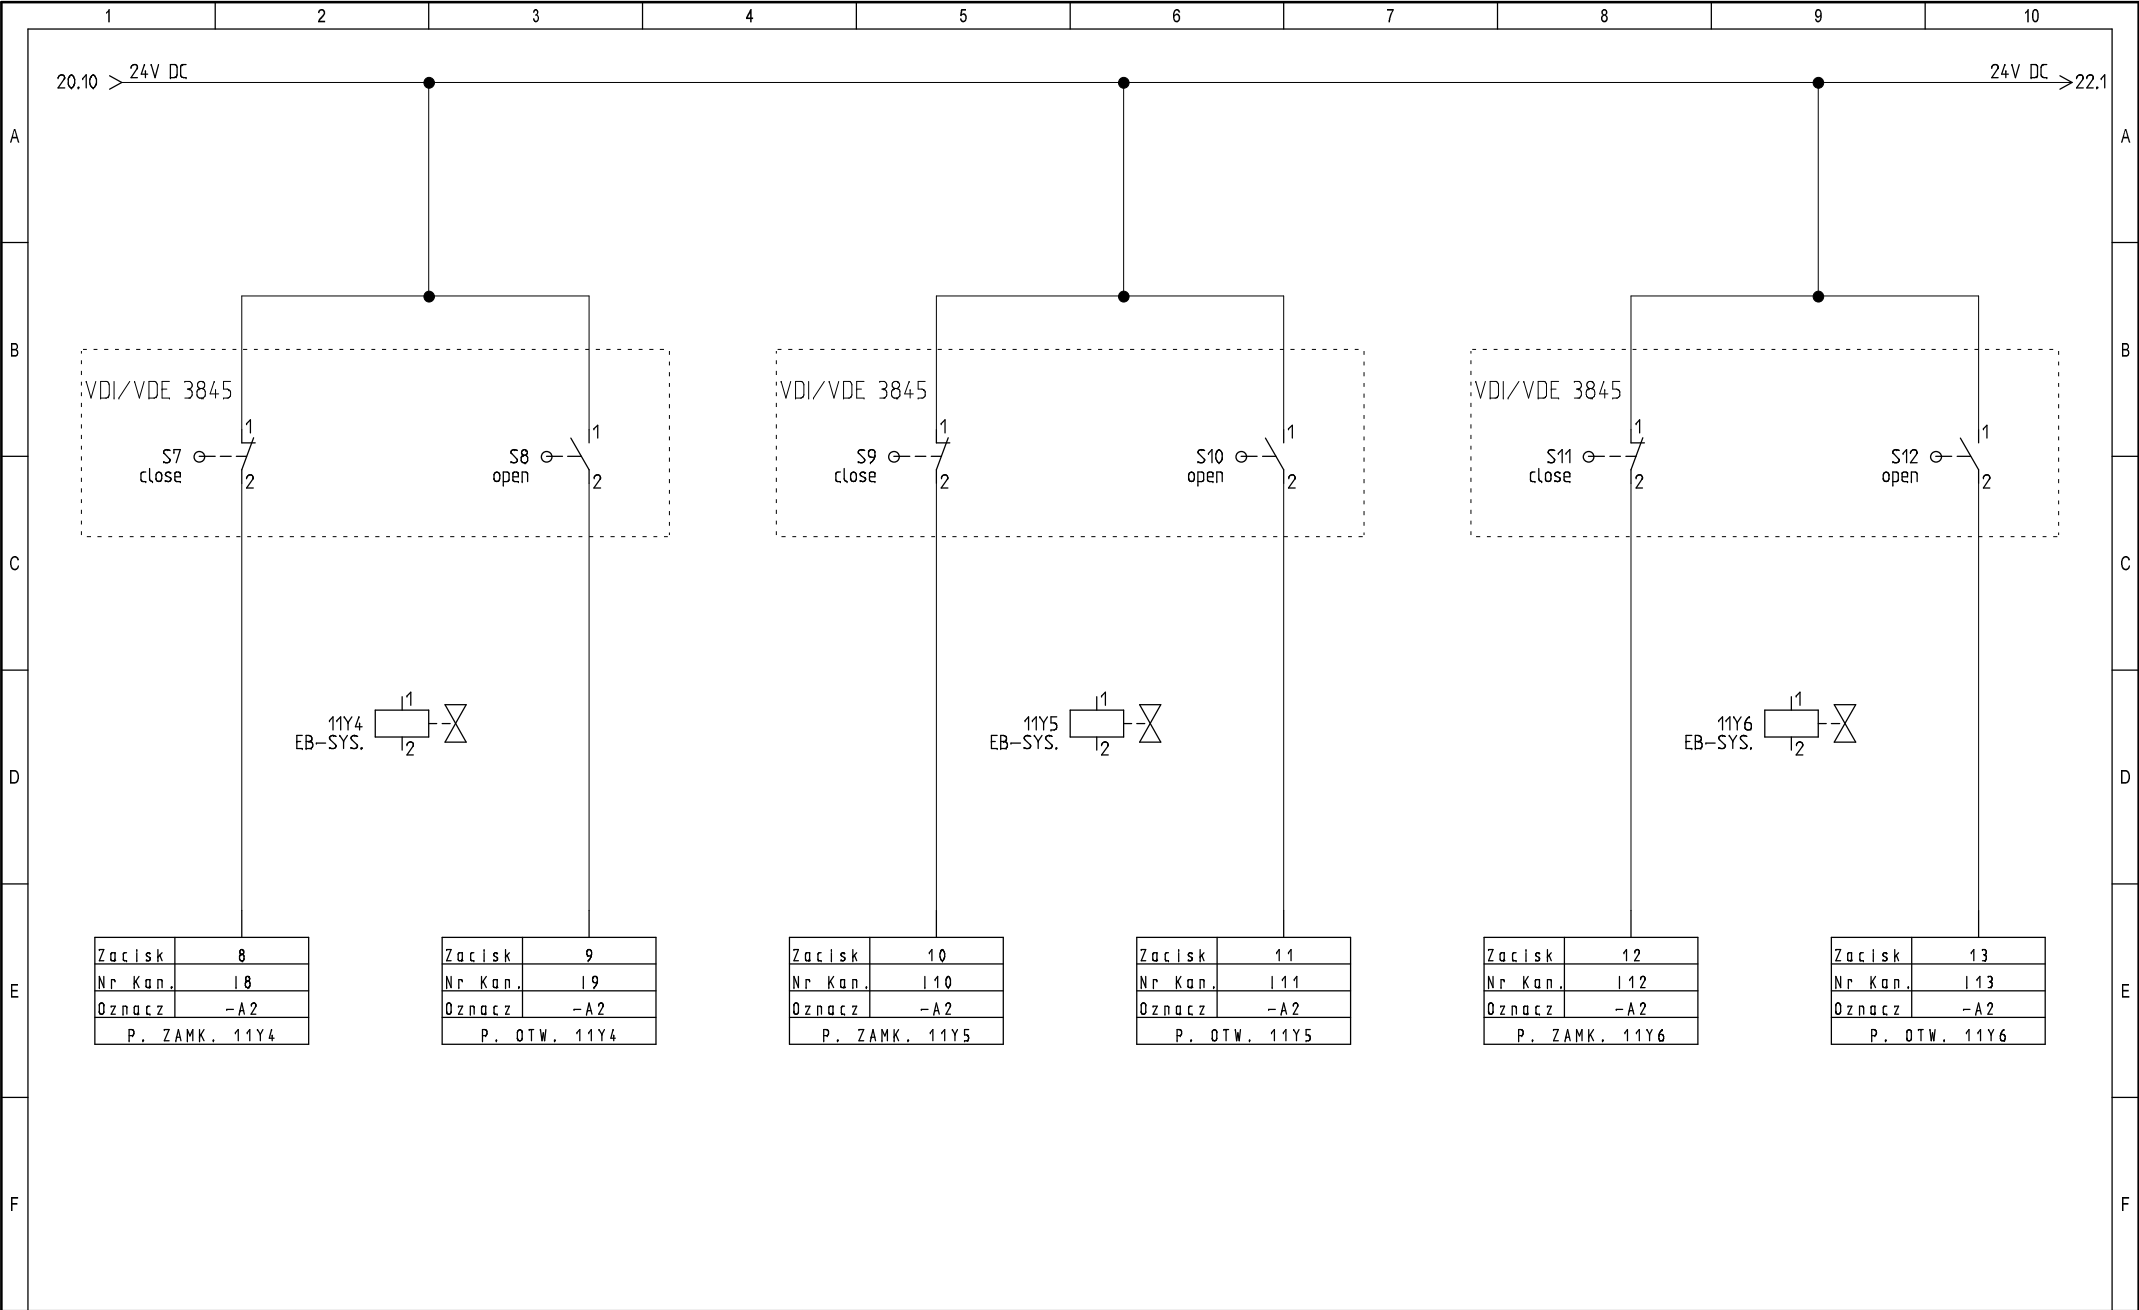 1 2 3 4 5 6 7 8 9 10
20.10 24V DC 24V DC 22.1
A A
B B
VDI/VDE 3845 VDI/VDE 3845 VDI/VDE 3845
1 1 1 1 1 1
S7 S8 S9 S10 S11 S12
close open close open close open
2 2 2 2 2 2
C C
1 1 1
11Y4 11Y5 11Y6
EB-SYS. EB-SYS. EB-SYS.
2 2 2
D D
Zacisk 8 Zacisk 9 Zacisk 10 Zacisk 11 Zacisk 12 Zacisk 13
E Nr Kan. I8 Nr Kan. I9 Nr Kan. I10 Nr Kan. I11 Nr Kan. I12 Nr Kan. I13 E
Oznacz -A2 Oznacz -A2 Oznacz -A2 Oznacz -A2 Oznacz -A2 Oznacz -A2
P. ZAMK. 11Y4 P. OTW. 11Y4 P. ZAMK. 11Y5 P. OTW. 11Y5 P. ZAMK. 11Y6 P. OTW. 11Y6
F F